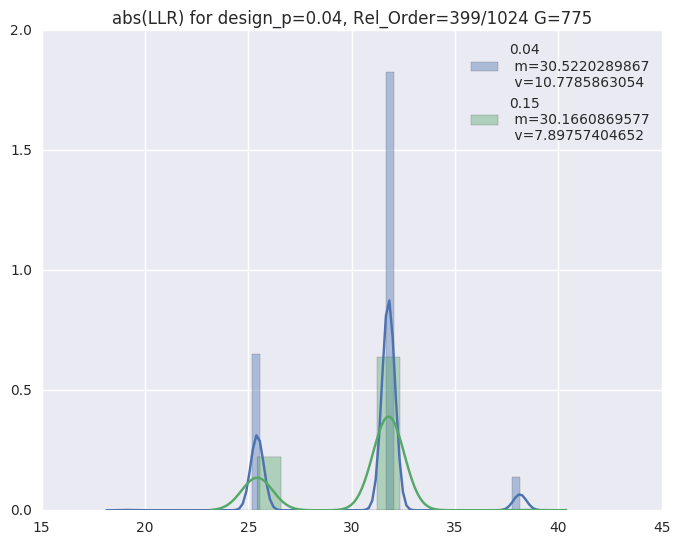 abs(LLR) for design_p=0.04, Rel_Order=399/1024 G=775
2.0
1.5
1.0
0.5
0.0
0.04
m=30.5220289867
v=10.7785863054
0.15
m=30.1660869577
v=7.89757404652
15 20 25 30 35 40 45